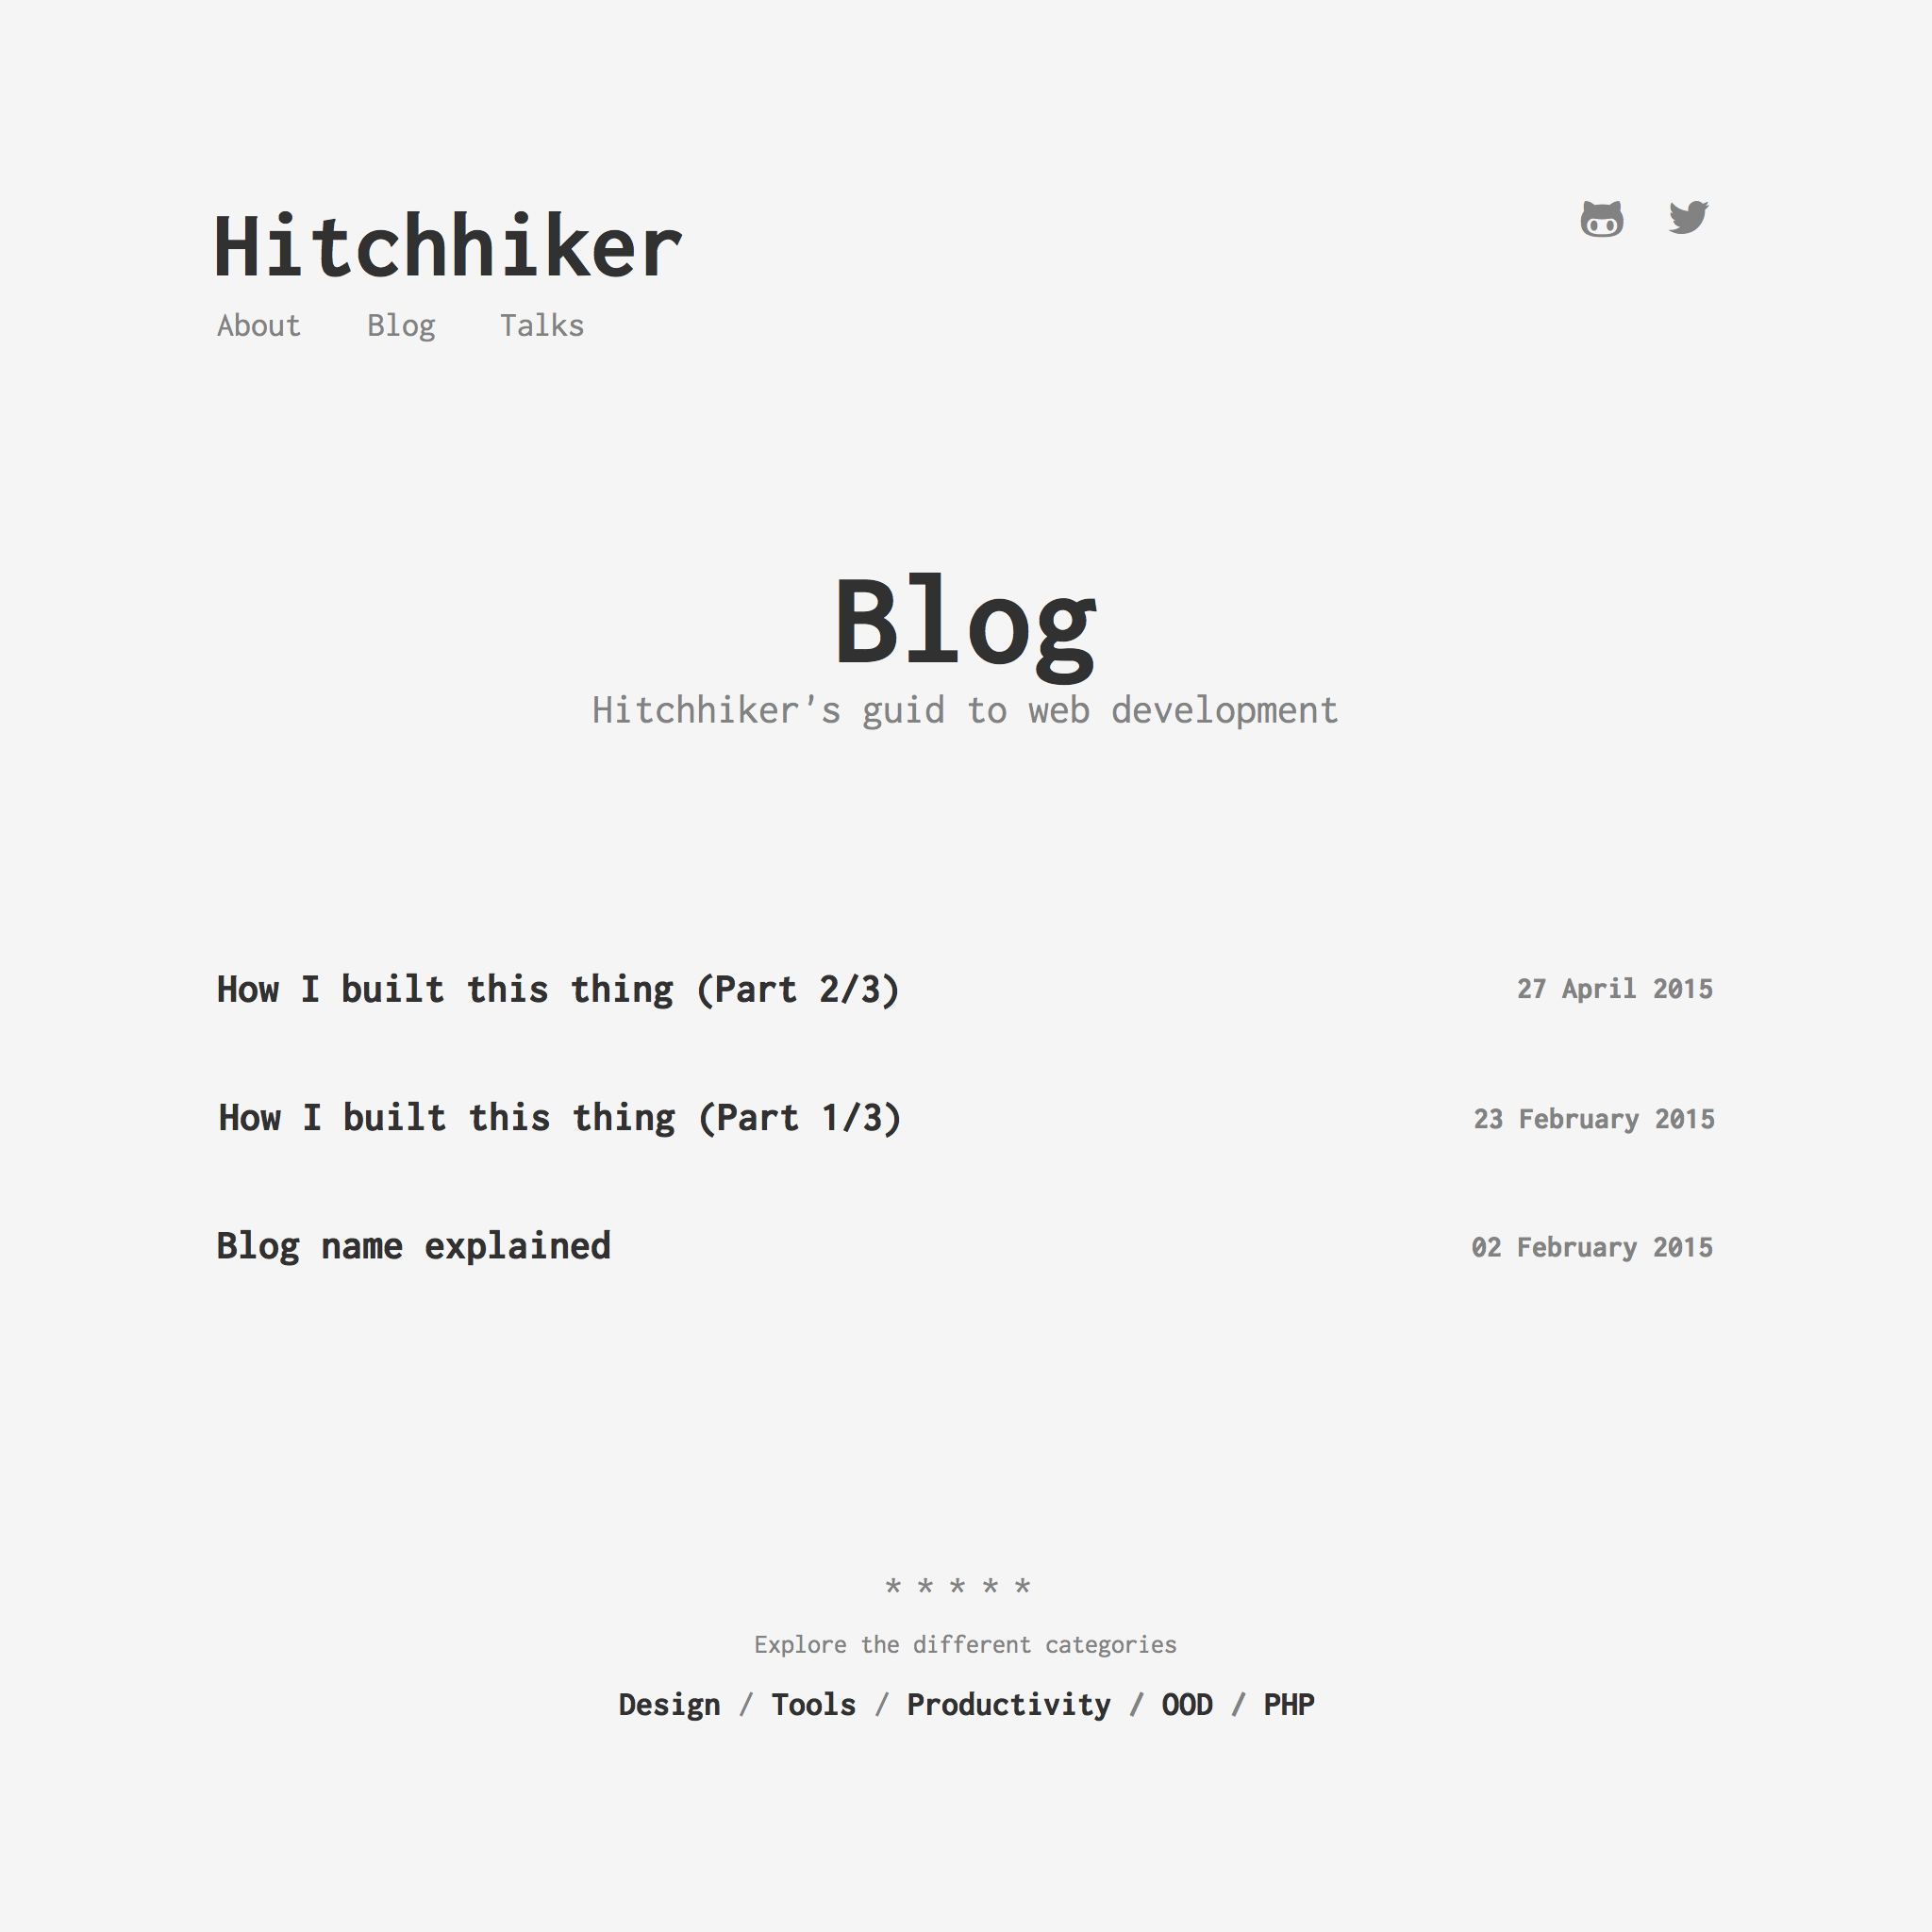 Hitchhiker
About Blog Talks
Blog
Hitchhiker's guid to web development
How I built this thing (Part 2/3) 27 April 2015
How I built this thing (Part 1/3) 23 February 2015
Blog name explained 02 February 2015
* * * * *
Explore the different categories
Design / Tools / Productivity / OOD / PHP